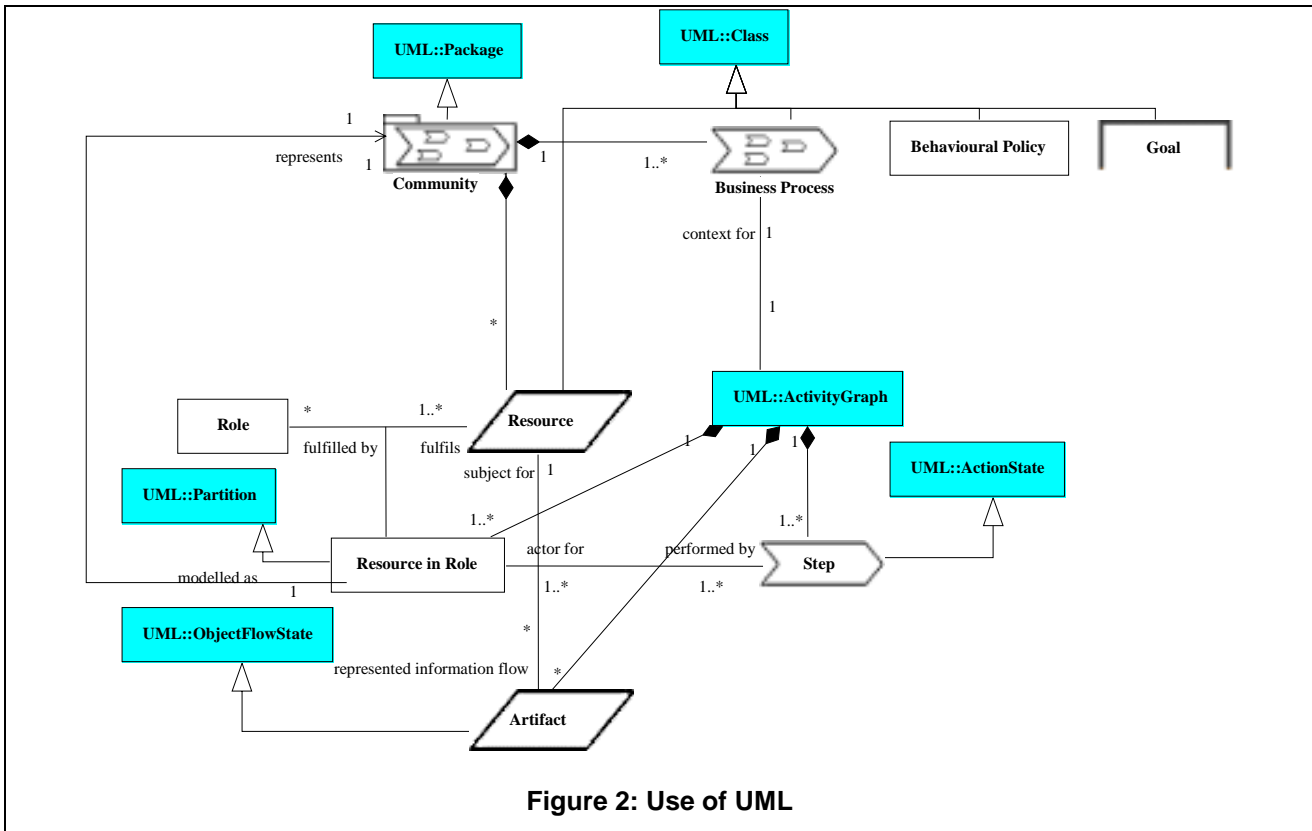 UML::Package
UML::Class
1
represents
1
Community
1
1..*
Business Process
Behavioural Policy
Goal
context for
1
1
*
UML::ActivityGraph
Role
*
fulfilled by
1..*
fulfils
Resource
subject for
1
1
1
1
UML::ActionState
UML::Partition
1..*
1..*
Resource in Role
actor for
performed by
Step
modelled as
1
1..*
1..*
UML::ObjectFlowState
*
represented information flow
*
Artifact
Figure 2: Use of UML